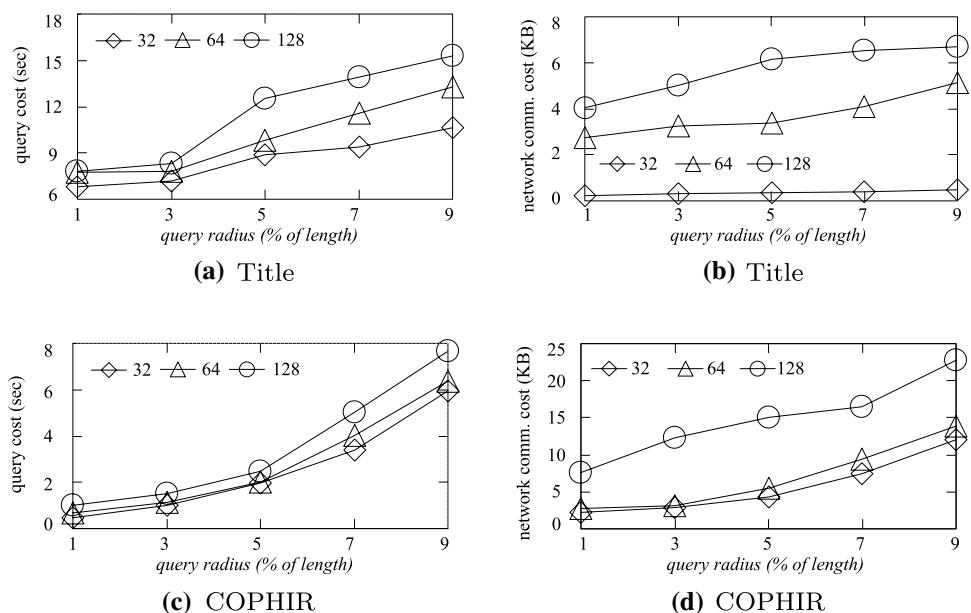 query cost (sec)
18
15
12
9
6
32 64 128
1 3 5 7 9
query radius (% of length)
(a) Title
network comm. cost (KB)
8
6
4
2
0
32 64 128
1 3 5 7 9
query radius (% of length)
(b) Title
query cost (sec)
8
6
4
2
0
32 64 128
1 3 5 7 9
query radius (% of length)
(c) COPHIR
network comm. cost (KB)
25
20
15
10
5
0
32 64 128
1 3 5 7 9
query radius (% of length)
(d) COPHIR